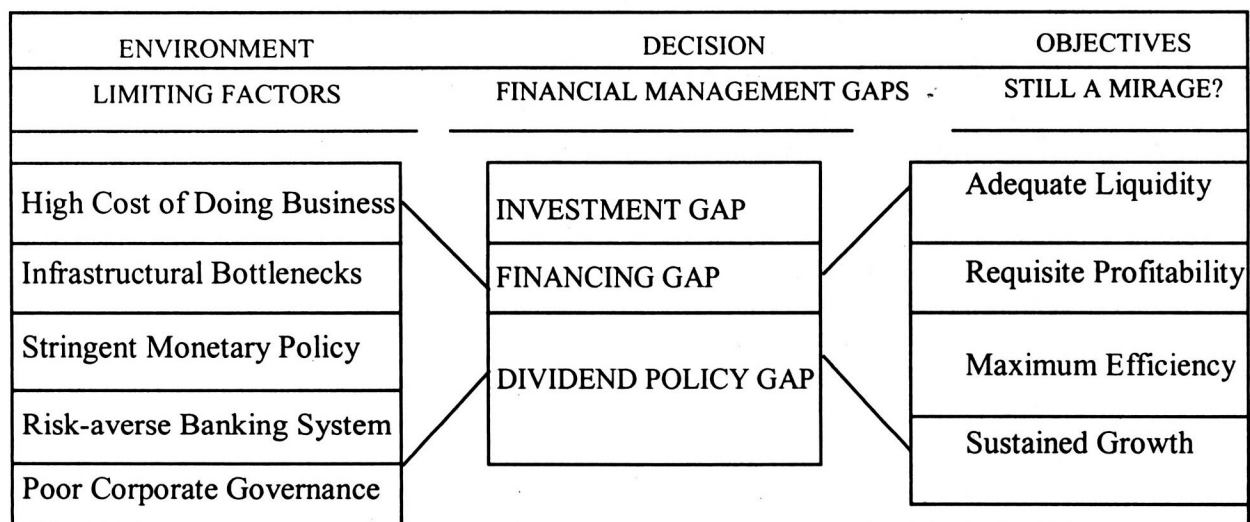 ENVIRONMENT DECISION OBJECTIVES
LIMITING FACTORS FINANCIAL MANAGEMENT GAPS STILL A MIRAGE?
High Cost of Doing Business
Infrastructural Bottlenecks
Stringent Monetary Policy
Risk-averse Banking System
Poor Corporate Governance
INVESTMENT GAP
FINANCING GAP
DIVIDEND POLICY GAP
Adequate Liquidity
Requisite Profitability
Maximum Efficiency
Sustained Growth